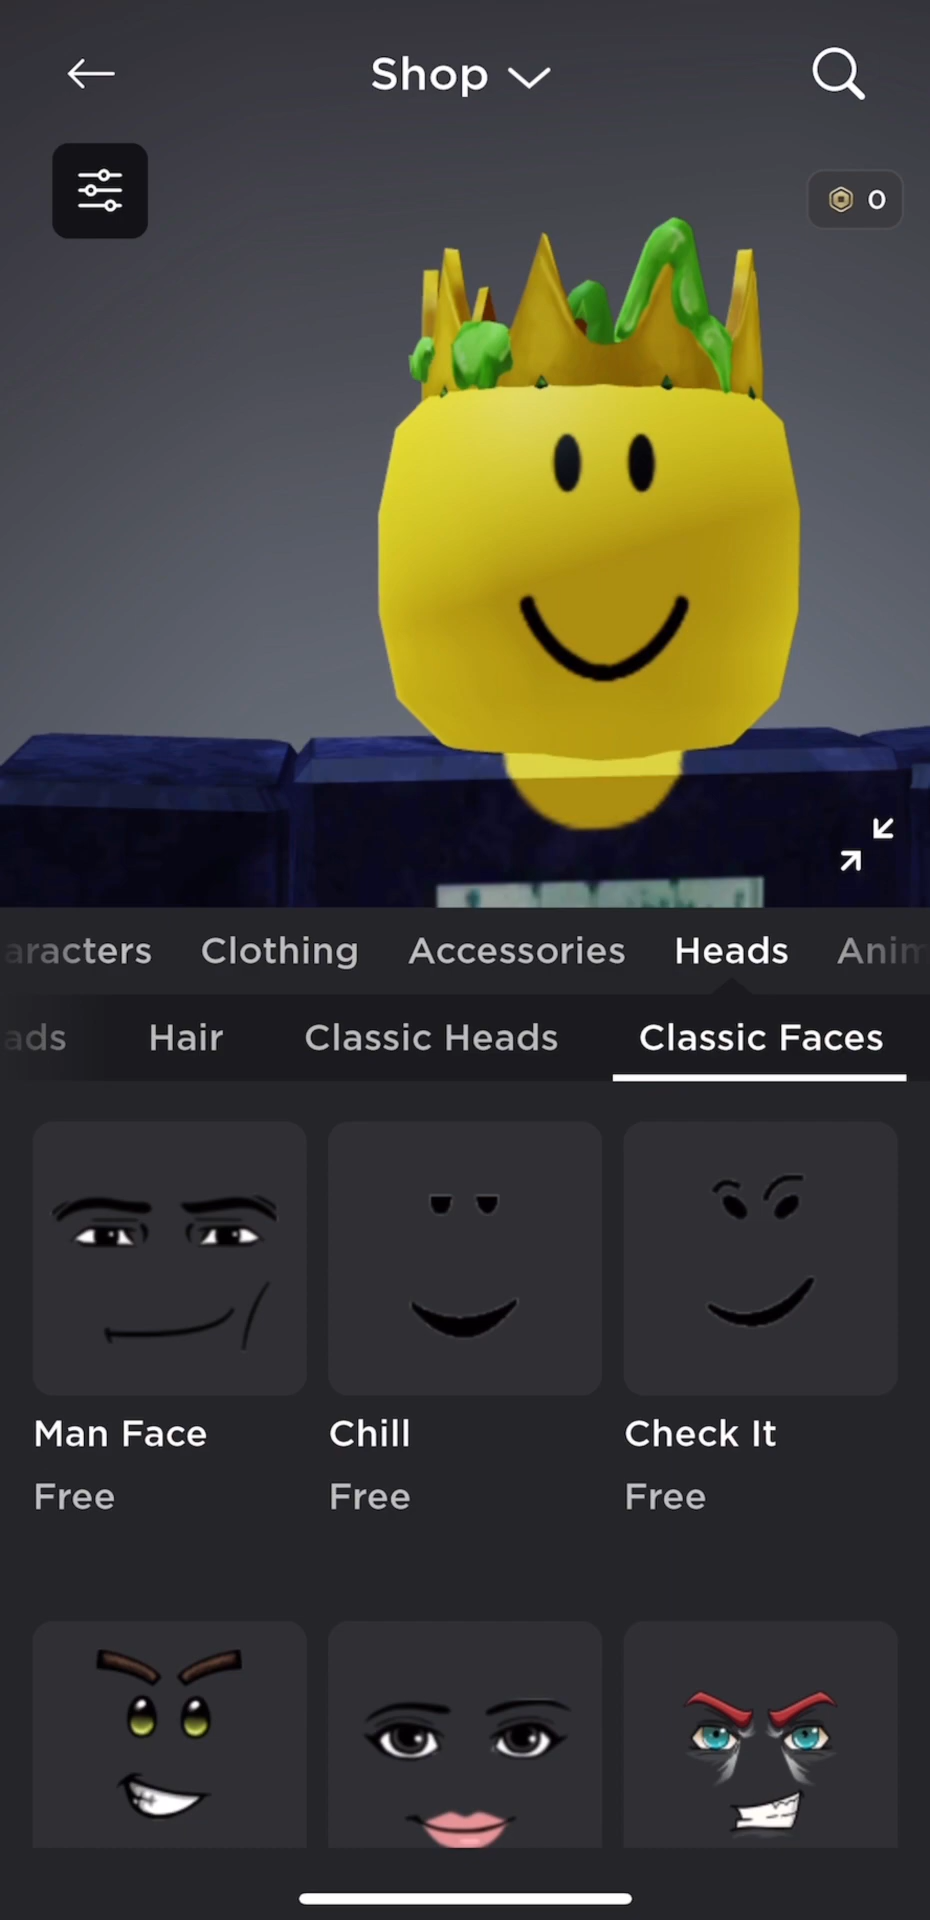 Shop
0
aracters Clothing Accessories Heads Anim
ads Hair Classic Heads Classic Faces
Man Face Chill Check It
Free Free Free